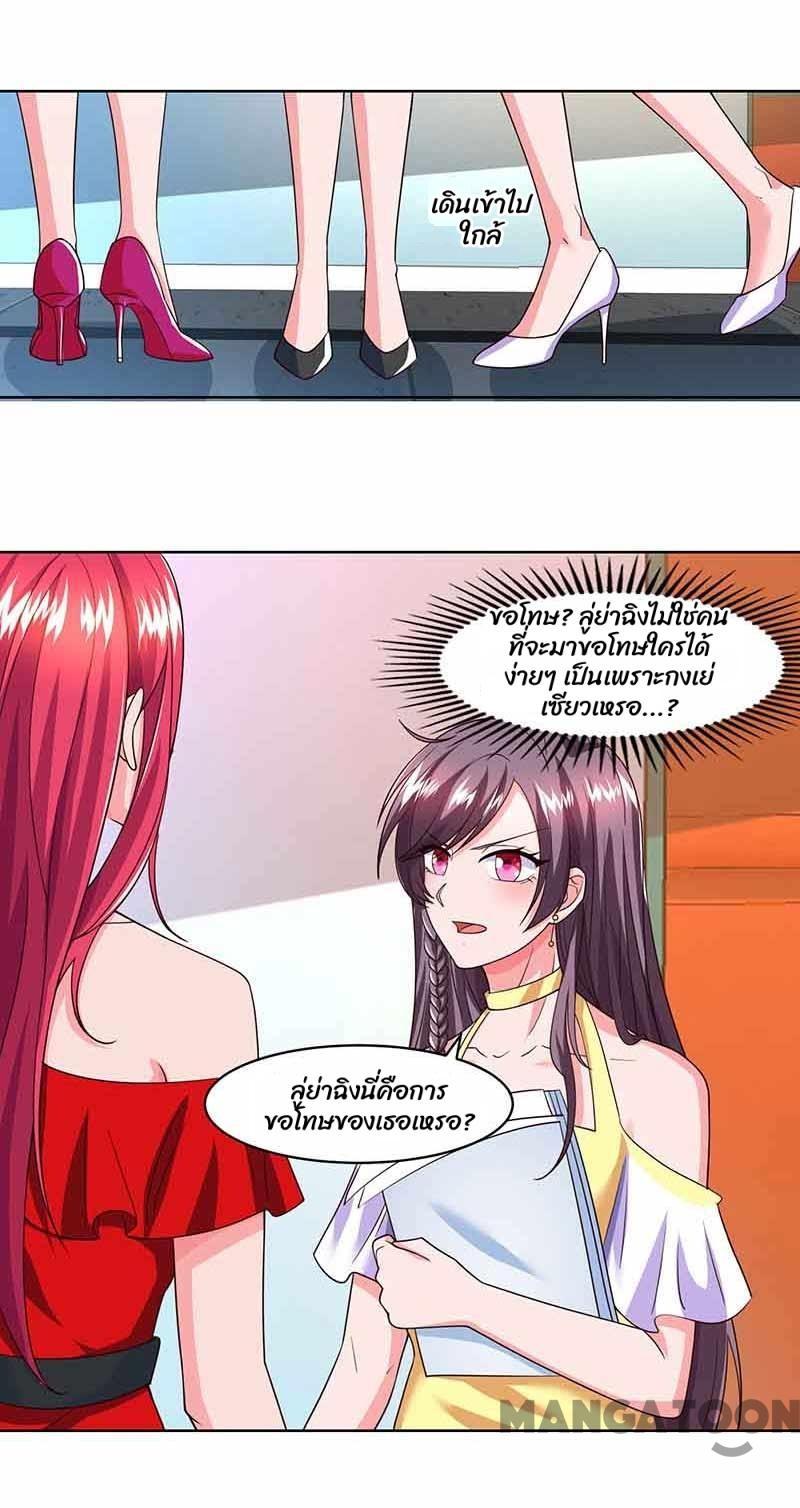 เดินเข้าไป
ใกล้
ขอโทษ? ลู่ย่าฉิงไม่ใช่คน
ที่จะมาขอโทษใครได้
ง่ายๆ เป็นเพราะกงเย่
เซียวเหรอ...?
ลู่ย่าฉิงนี่คือการ
ขอโทษของเธอเหรอ?
MANGATOON